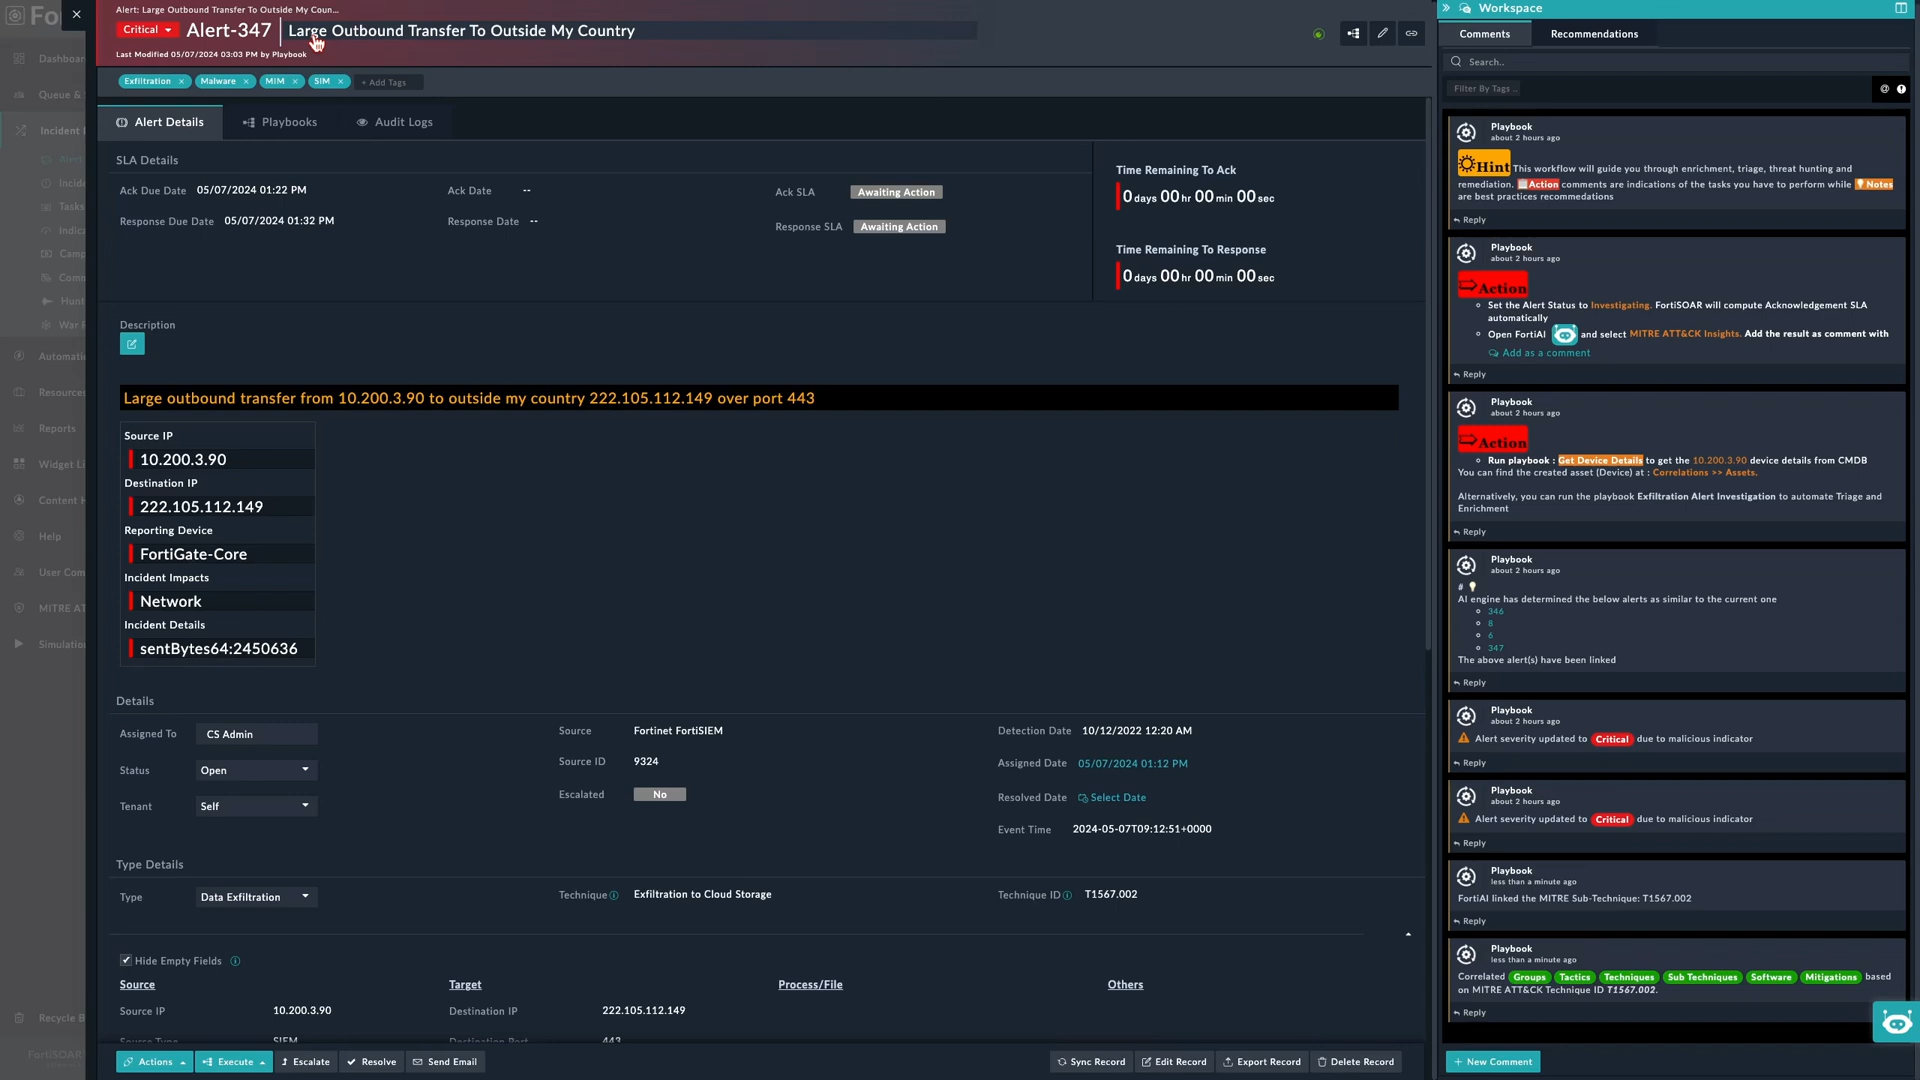 Alert: Large Outbound Transfer To Outside My Coun...
Critical
Alert-347
Large Outbound Transfer To Outside My Country
Last Modified 05/07/2024 03:03 PM by Playbook
Exfiltration ×
Malware ×
MIM ×
SIM ×
+ Add Tags
Alert Details
Playbooks
Audit Logs
SLA Details
Ack Due Date 05/07/2024 01:22 PM
Ack Date --
Ack SLA Awaiting Action
Response Due Date 05/07/2024 01:32 PM
Response Date --
Response SLA Awaiting Action
Time Remaining To Ack
0 days 00 hr 00 min 00 sec
Time Remaining To Response
0 days 00 hr 00 min 00 sec
Description
Large outbound transfer from 10.200.3.90 to outside my country 222.105.112.149 over port 443
Source IP
10.200.3.90
Destination IP
222.105.112.149
Reporting Device
FortiGate-Core
Incident Impacts
Network
Incident Details
sentBytes64:2450636
Details
Assigned To CS Admin
Source Fortinet FortiSIEM
Detection Date 10/12/2022 12:20 AM
Status Open
Source ID 9324
Assigned Date 05/07/2024 01:12 PM
Tenant Self
Escalated No
Resolved Date Select Date
Event Time 2024-05-07T09:12:51+0000
Type Details
Type Data Exfiltration
Technique Exfiltration to Cloud Storage
Technique ID T1567.002
Hide Empty Fields
Source
Target
Process/File
Others
Source IP 10.200.3.90
Destination IP 222.105.112.149
Source Type SIEM
Destination Port 443
Actions
Execute
Escalate
Resolve
Send Email
Sync Record
Edit Record
Export Record
Delete Record
Dashboar
Queue &
Incident
Alert
Incide
Tasks
Indica
Camp
Comm
Hunt
War R
Automatio
Resources
Reports
Widget Li
Content H
Help
User Com
MITRE AT
Simulatio
Recycle B
FortiSOAR
Workspace
Comments
Recommendations
Search..
Filter By Tags ..
Playbook
about 2 hours ago
Hint This workflow will guide you through enrichment, triage, threat hunting and
remediation. Action comments are indications of the tasks you have to perform while Notes
are best practices recommedations
Reply
Playbook
about 2 hours ago
Action
Set the Alert Status to Investigating. FortiSOAR will compute Acknowledgement SLA
automatically
Open FortiAI and select MITRE ATT&CK Insights. Add the result as comment with
Add as a comment
Reply
Playbook
about 2 hours ago
Action
Run playbook : Get Device Details to get the 10.200.3.90 device details from CMDB
You can find the created asset (Device) at : Correlations >> Assets.
Alternatively, you can run the playbook Exfiltration Alert Investigation to automate Triage and
Enrichment
Reply
Playbook
about 2 hours ago
#
AI engine has determined the below alerts as similar to the current one
346
8
6
347
The above alert(s) have been linked
Reply
Playbook
about 2 hours ago
Alert severity updated to Critical due to malicious indicator
Reply
Playbook
about 2 hours ago
Alert severity updated to Critical due to malicious indicator
Reply
Playbook
less than a minute ago
FortiAI linked the MITRE Sub-Technique: T1567.002
Reply
Playbook
less than a minute ago
Correlated Groups Tactics Techniques Sub Techniques Software Mitigations based
on MITRE ATT&CK Technique ID T1567.002.
Reply
+ New Comment